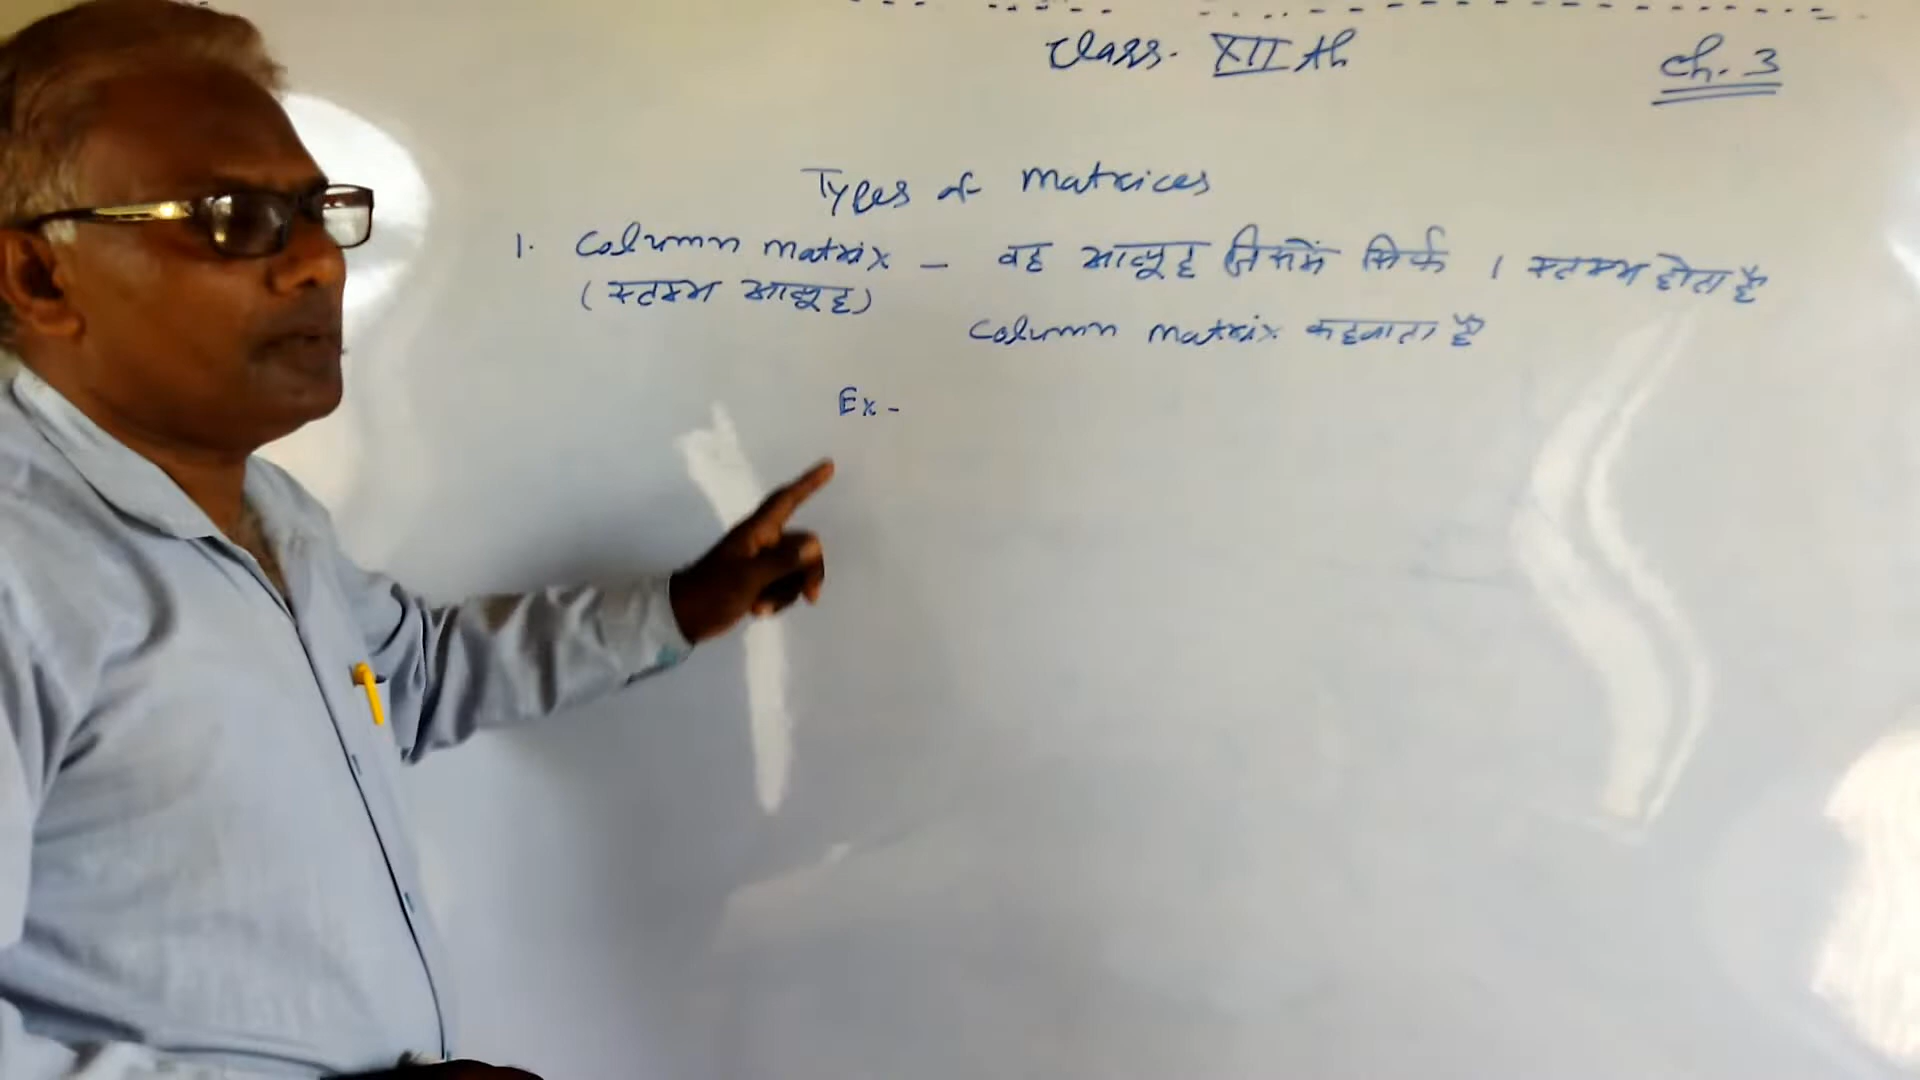 Class. XII th
Ch. 3
Types of Matrices
1. Column matrix – वह आव्यूह जिसमें सिर्फ 1 स्तम्भ होता है
(स्तम्भ आव्यूह)
Column matrix कहलाता है
Ex -